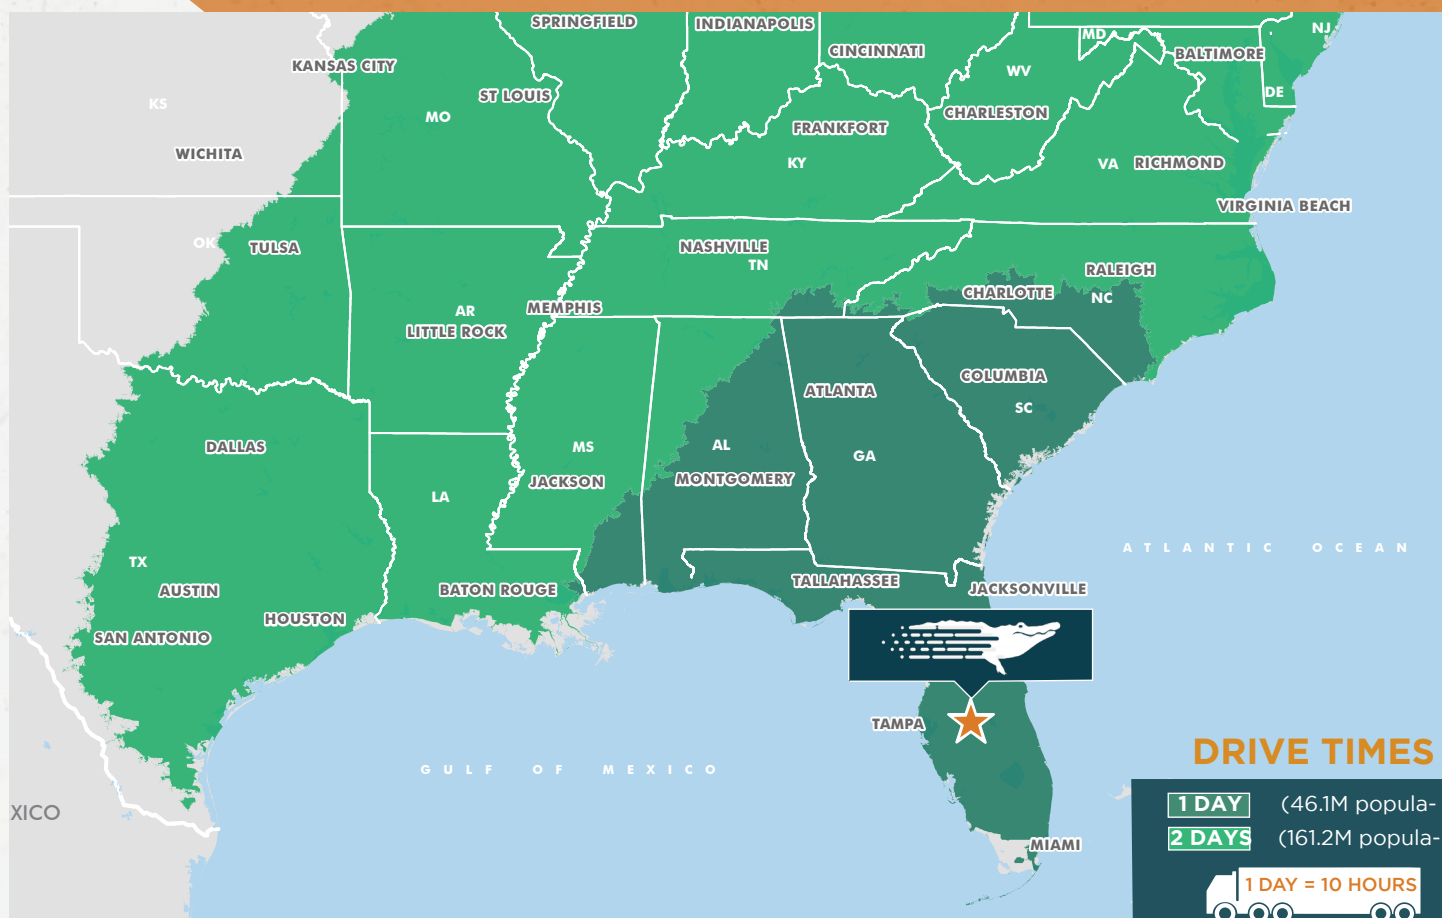 SPRINGFIELD
INDIANAPOLIS
NJ
MD
CINCINNATI
BALTIMORE
KANSAS CITY
WV
DE
ST LOUIS
KS
MO
CHARLESTON
FRANKFORT
WICHITA
KY
VA
RICHMOND
VIRGINIA BEACH
OK
TULSA
NASHVILLE
TN
RALEIGH
CHARLOTTE
NC
MEMPHIS
AR
LITTLE ROCK
COLUMBIA
ATLANTA
SC
DALLAS
MS
AL
GA
JACKSON
MONTGOMERY
LA
ATLANTIC OCEAN
TX
TALLAHASSEE
AUSTIN
BATON ROUGE
JACKSONVILLE
HOUSTON
SAN ANTONIO
TAMPA
GULF OF MEXICO
DRIVE TIMES
1 DAY (46.1M popula-
XICO
2 DAYS (161.2M popula-
MIAMI
1 DAY = 10 HOURS